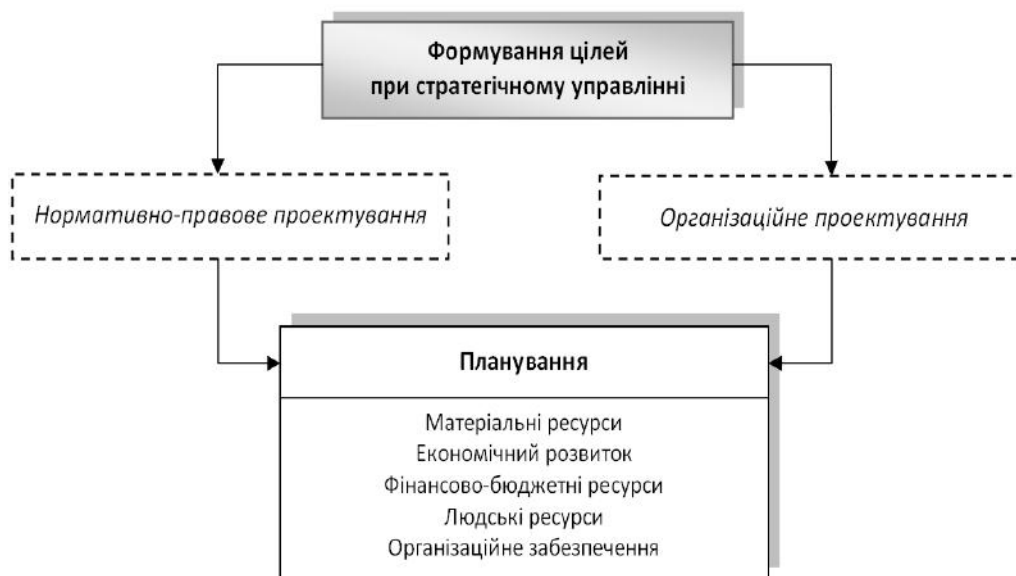 Формування цілей
при стратегічному управлінні
Нормативно-правове проектування
Організаційне проектування
Планування
Матеріальні ресурси
Економічний розвиток
Фінансово-бюджетні ресурси
Людські ресурси
Організаційне забезпечення